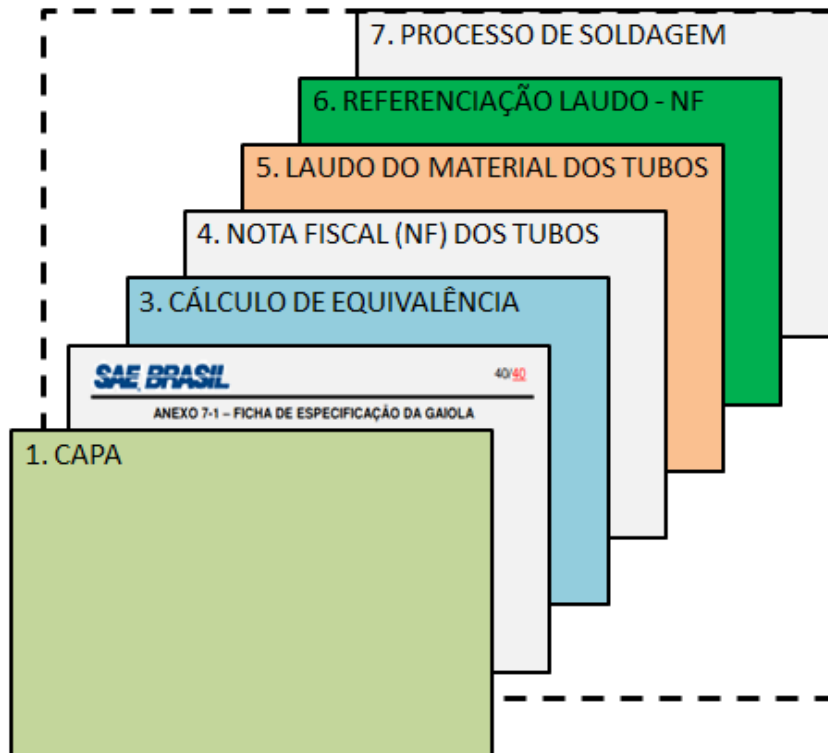 7. PROCESSO DE SOLDAGEM
6. REFERENCIAÇÃO LAUDO - NF
5. LAUDO DO MATERIAL DOS TUBOS
4. NOTA FISCAL (NF) DOS TUBOS
3. CÁLCULO DE EQUIVALÊNCIA
SAE BRASIL 40/40
ANEXO 7-1 – FICHA DE ESPECIFICAÇÃO DA GAIOLA
1. CAPA